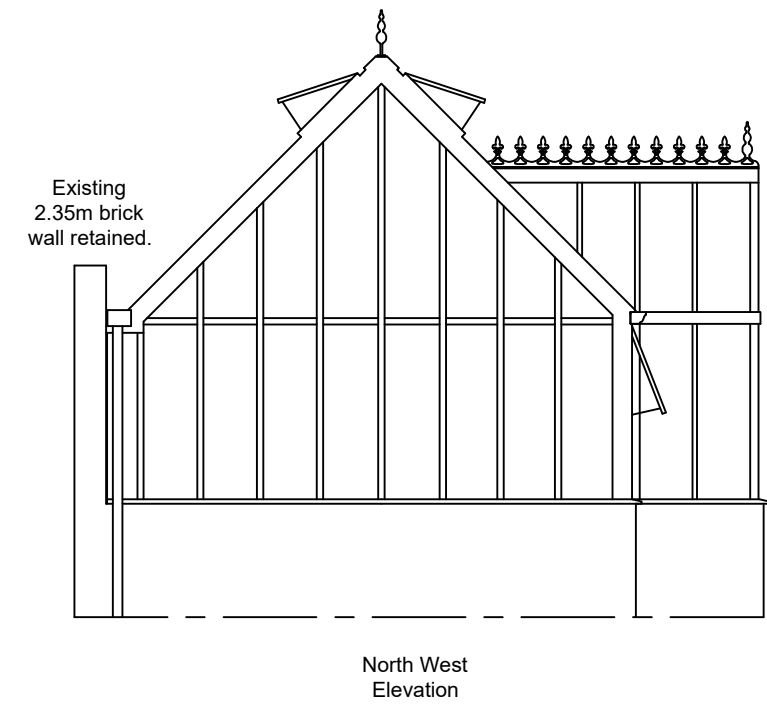 Existing
2.35m brick
wall retained.
North West
Elevation